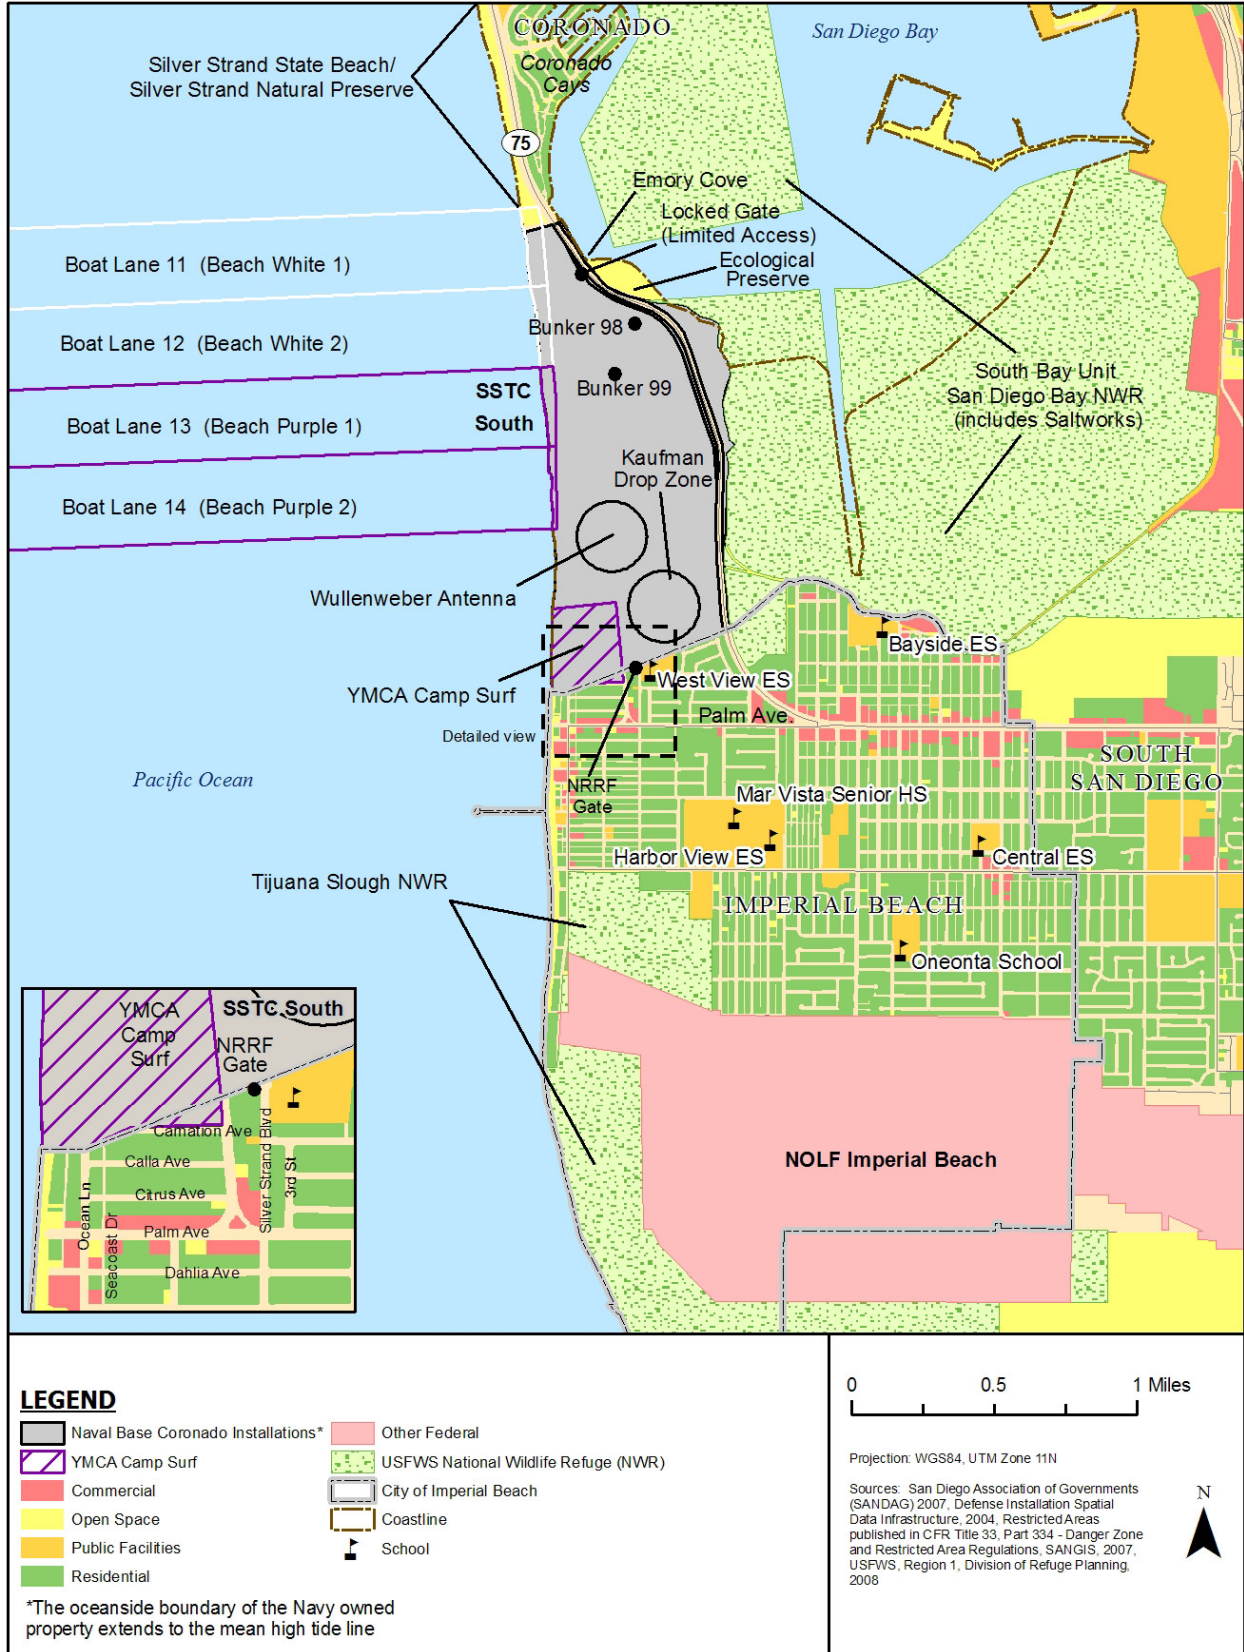 CORONADO
San Diego Bay
Silver Strand State Beach/
Silver Strand Natural Preserve
Coronado
Cays
75
Emory Cove
Locked Gate
(Limited Access)
Ecological
Preserve
Boat Lane 11 (Beach White 1)
Bunker 98
Boat Lane 12 (Beach White 2)
Bunker 99
South Bay Unit
San Diego Bay NWR
(includes Saltworks)
SSTC
South
Boat Lane 13 (Beach Purple 1)
Kaufman
Drop Zone
Boat Lane 14 (Beach Purple 2)
Wullenweber Antenna
Bayside ES
West View ES
YMCA Camp Surf
Palm Ave.
Detailed view
SOUTH
SAN DIEGO
Pacific Ocean
NRRF
Gate
Mar Vista Senior HS
Harbor View ES
Central ES
Tijuana Slough NWR
IMPERIAL BEACH
Oneonta School
NOLF Imperial Beach
YMCA
Camp
Surf
SSTC South
NRRF
Gate
Carnation Ave
Calla Ave
Citrus Ave
Palm Ave
Dahlia Ave
Ocean Ln
Seacoast Dr
Silver Strand Blvd
3rd St
LEGEND
Naval Base Coronado Installations*
YMCA Camp Surf
Commercial
Open Space
Public Facilities
Residential
Other Federal
USFWS National Wildlife Refuge (NWR)
City of Imperial Beach
Coastline
School
*The oceanside boundary of the Navy owned
property extends to the mean high tide line
0 0.5 1 Miles
Projection: WGS84, UTM Zone 11N
Sources: San Diego Association of Governments
(SANDAG) 2007, Defense Installation Spatial
Data Infrastructure, 2004, Restricted Areas
published in CFR Title 33, Part 334 - Danger Zone
and Restricted Area Regulations, SANGIS, 2007,
USFWS, Region 1, Division of Refuge Planning,
2008
N